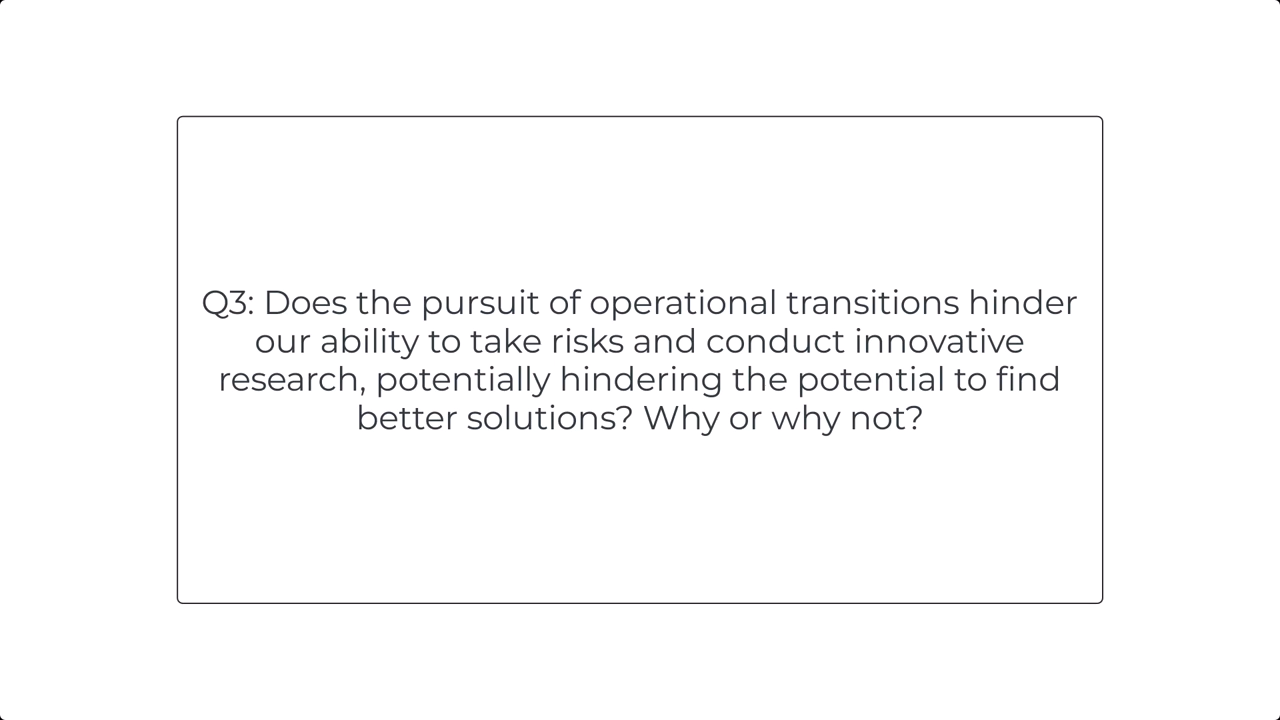 Q3: Does the pursuit of operational transitions hinder
our ability to take risks and conduct innovative
research, potentially hindering the potential to find
better solutions? Why or why not?